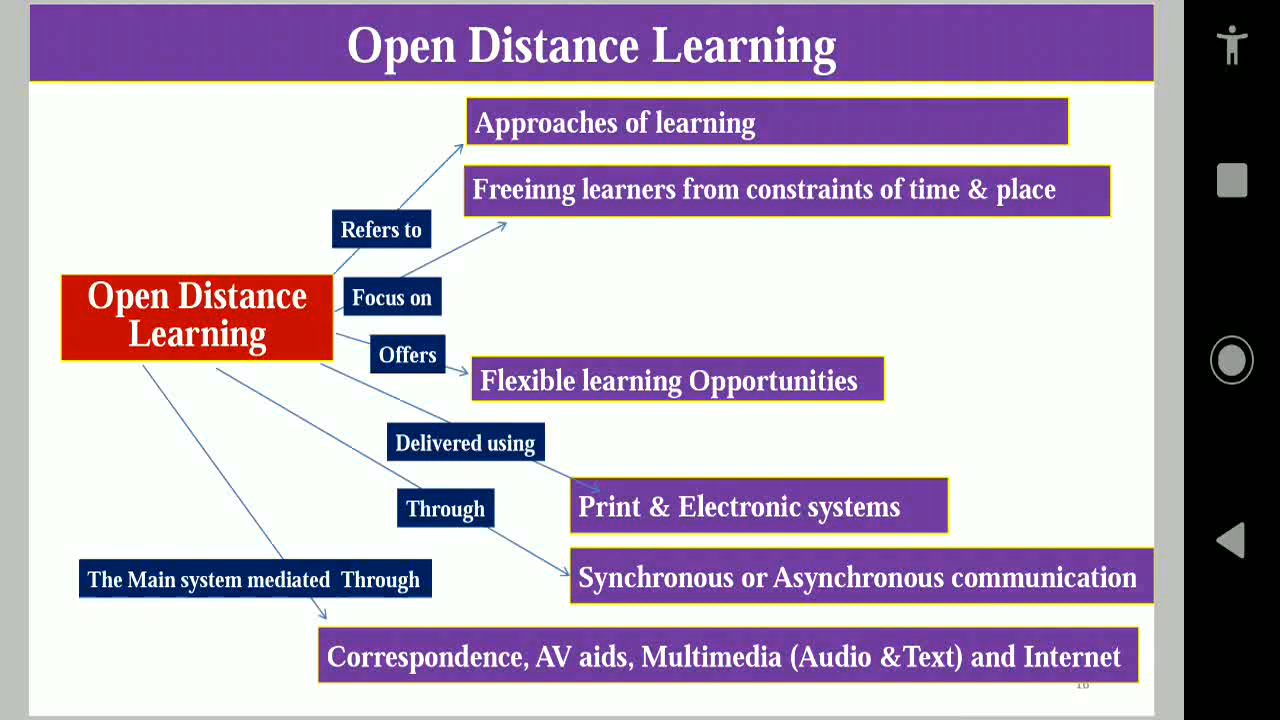 Open Distance Learning
Approaches of learning
Freeinng learners from constraints of time & place
Refers to
Open Distance
Learning
Focus on
Offers
Flexible learning Opportunities
Delivered using
Print & Electronic systems
Through
Synchronous or Asynchronous communication
The Main system mediated Through
Correspondence, AV aids, Multimedia (Audio &Text) and Internet